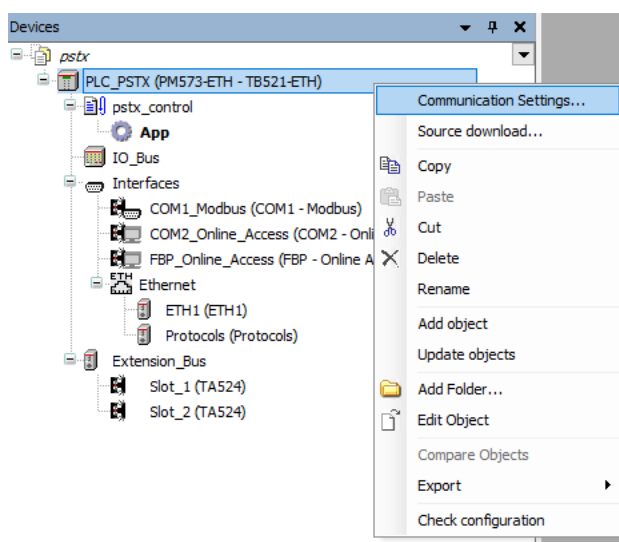 Devices
pstx
PLC_PSTX (PM573-ETH - TB521-ETH)
pstx_control
App
IO_Bus
Interfaces
COM1_Modbus (COM1 - Modbus)
COM2_Online_Access (COM2 - Onli
FBP_Online_Access (FBP - Online A
ETH
Ethernet
ETH1 (ETH1)
Protocols (Protocols)
Extension_Bus
Slot_1 (TA524)
Slot_2 (TA524)
Communication Settings...
Source download...
Copy
Paste
Cut
Delete
Rename
Add object
Update objects
Add Folder...
Edit Object
Compare Objects
Export
Check configuration